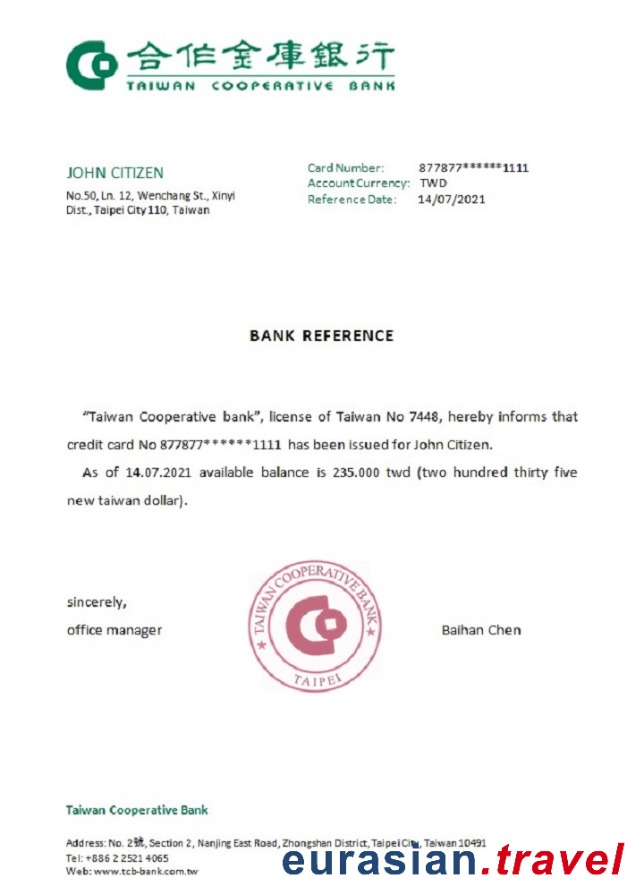 合作金庫銀行
TAIWAN COOPERATIVE BANK
JOHN CITIZEN
No.50, Ln. 12, Wenchang St., Xinyi
Dist., Taipei City 110, Taiwan
Card Number: 877877******1111
Account Currency: TWD
Reference Date: 14/07/2021
BANK REFERENCE
“Taiwan Cooperative bank”, license of Taiwan No 7448, hereby informs that
credit card No 877877******1111 has been issued for John Citizen.
As of 14.07.2021 available balance is 235.000 twd (two hundred thirty five
new taiwan dollar).
sincerely,
office manager
TAIWAN COOPERATIVE BANK
TAIPEI
Baihan Chen
Taiwan Cooperative Bank
Address: No. 2號, Section 2, Nanjing East Road, Zhongshan District, Taipei City, Taiwan 10491
Tel: +886 2 2521 4065
Web: www.tcb-bank.com.tw
eurasian.travel